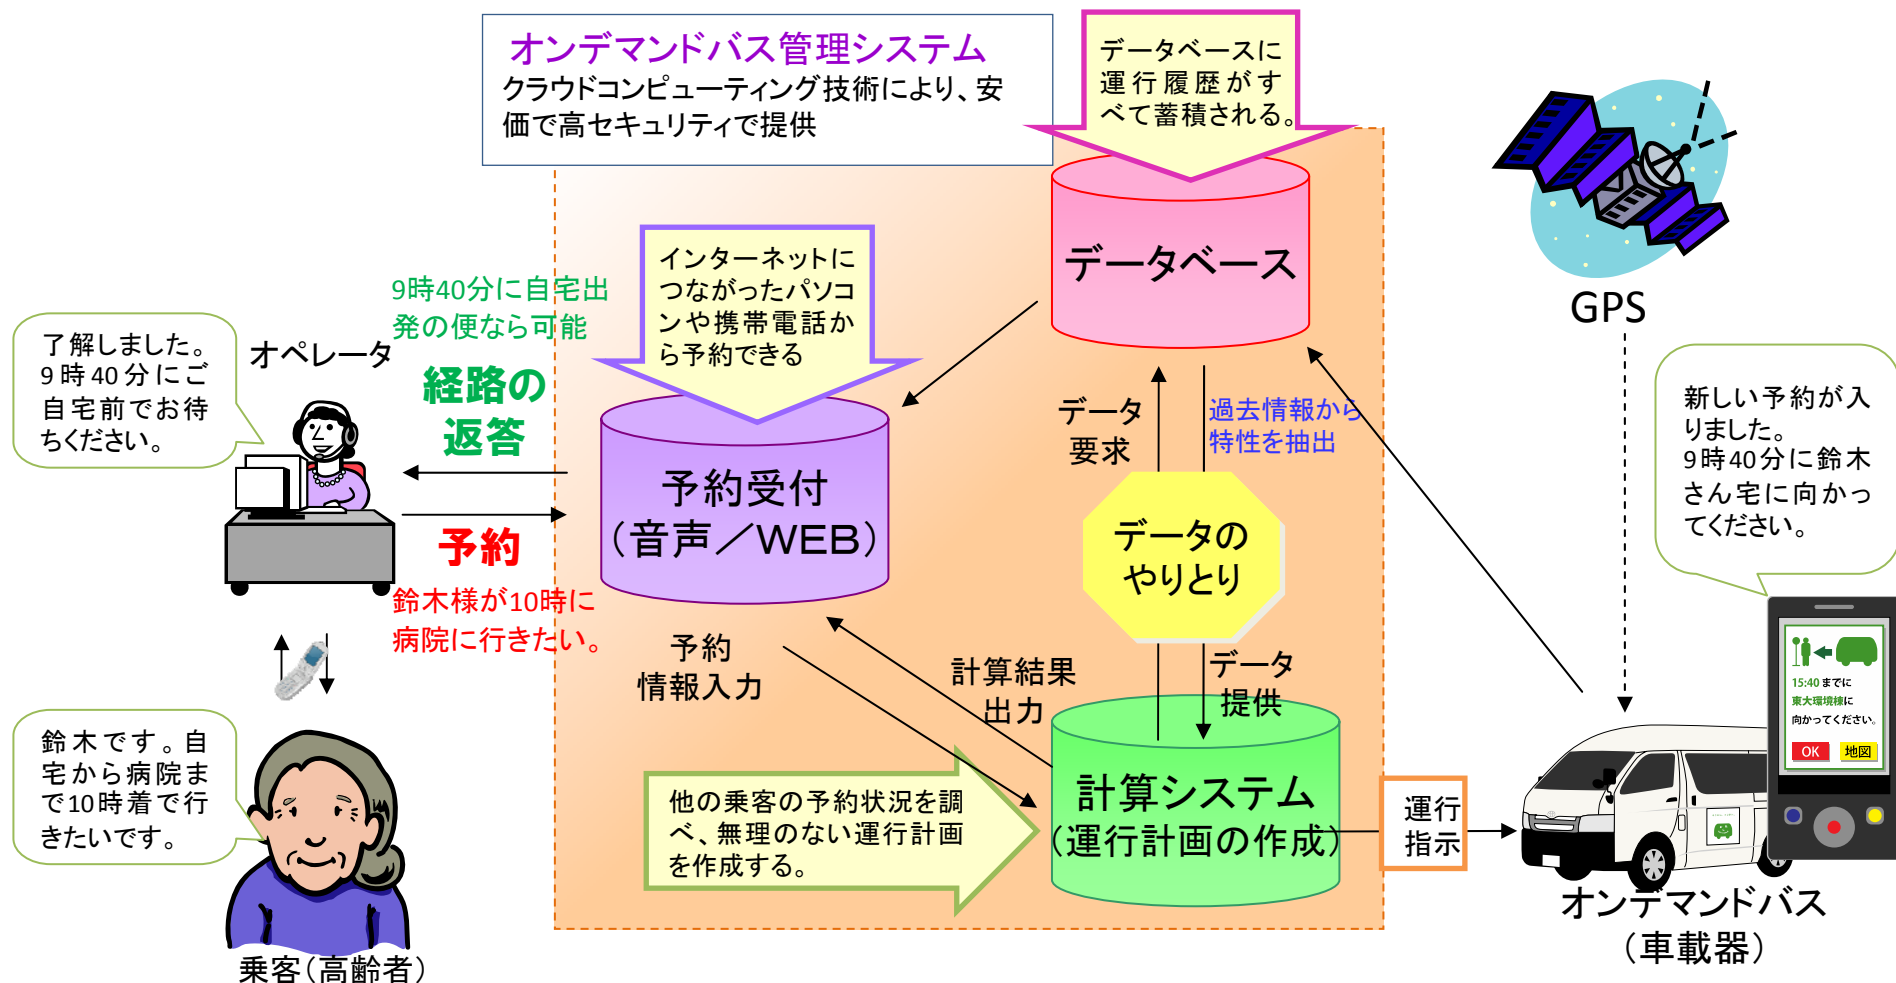 オンデマンドバス管理システム
クラウドコンピューティング技術により、安
価で高セキュリティで提供
データベースに
運行履歴がす
べて蓄積される。
データベース
GPS
インターネットに
つながったパソコ
ンや携帯電話か
ら予約できる
9時40分に自宅出
発の便なら可能
経路の
返答
了解しました。
9時40分にご
自宅前でお待
ちください。
オペレータ
予約受付
（音声／WEB）
予約
鈴木様が10時に
病院に行きたい。
データ
要求
過去情報から
特性を抽出
データの
やりとり
新しい予約が入
りました。
9時40分に鈴木
さん宅に向かっ
てください。
予約
情報入力
計算結果
出力
データ
提供
15:40 までに
東大環境棟に
向かってください。
OK
地図
鈴木です。自
宅から病院ま
で10時着で行
きたいです。
他の乗客の予約状況を調
べ、無理のない運行計画
を作成する。
計算システム
（運行計画の作成）
運行
指示
オンデマンドバス
（車載器）
乗客（高齢者）